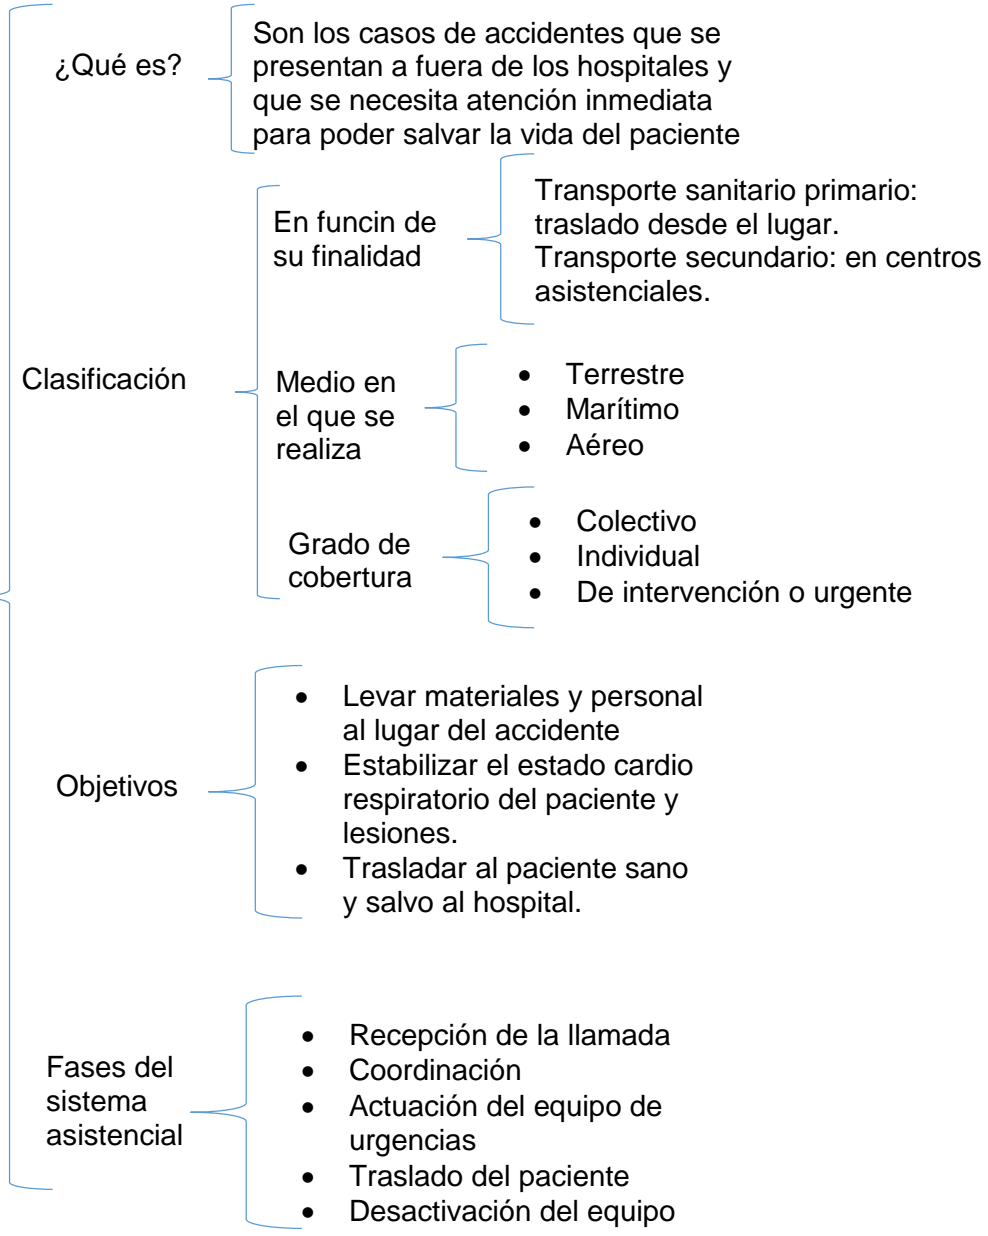 ¿Qué es?
Son los casos de accidentes que se
presentan a fuera de los hospitales y
que se necesita atención inmediata
para poder salvar la vida del paciente
Clasificación
En funcin de
su finalidad
Transporte sanitario primario:
traslado desde el lugar.
Transporte secundario: en centros
asistenciales.
Medio en
el que se
realiza
• Terrestre
• Marítimo
• Aéreo
Grado de
cobertura
• Colectivo
• Individual
• De intervención o urgente
Objetivos
• Levar materiales y personal
al lugar del accidente
• Estabilizar el estado cardio
respiratorio del paciente y
lesiones.
• Trasladar al paciente sano
y salvo al hospital.
Fases del
sistema
asistencial
• Recepción de la llamada
• Coordinación
• Actuación del equipo de
urgencias
• Traslado del paciente
• Desactivación del equipo